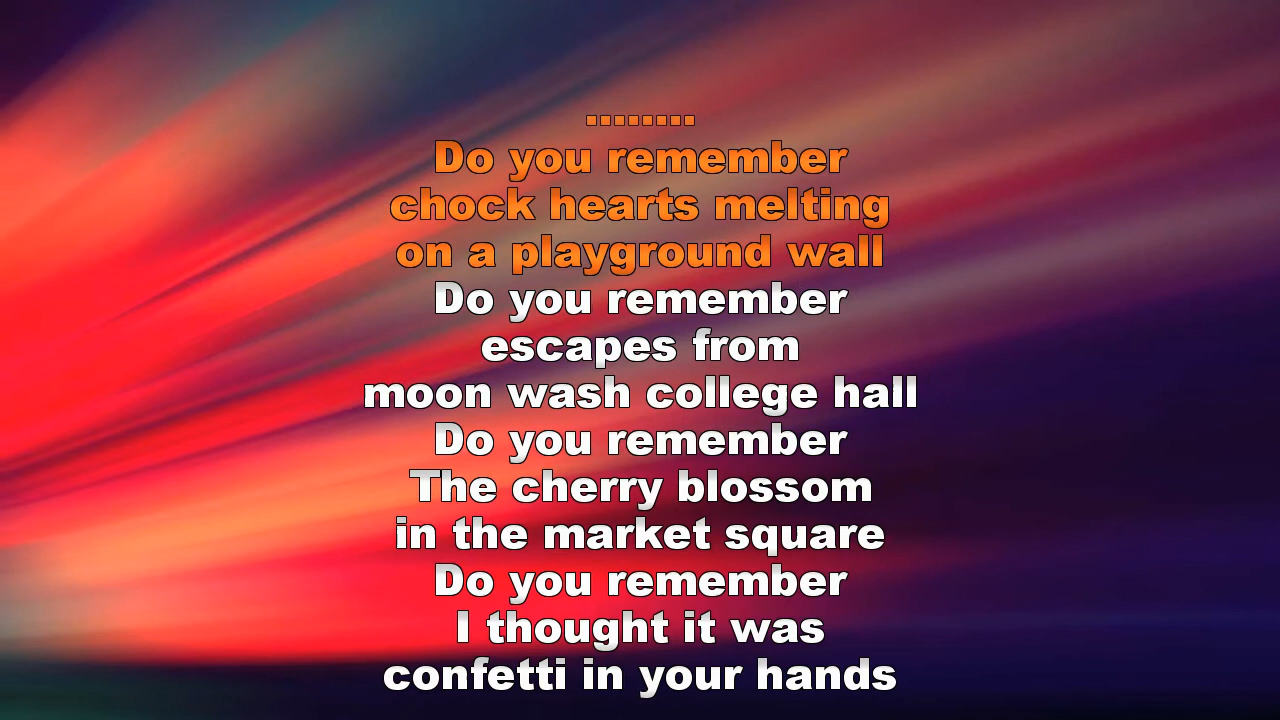 ........
Do you remember
chock hearts melting
on a playground wall
Do you remember
escapes from
moon wash college hall
Do you remember
The cherry blossom
in the market square
Do you remember
I thought it was
confetti in your hands